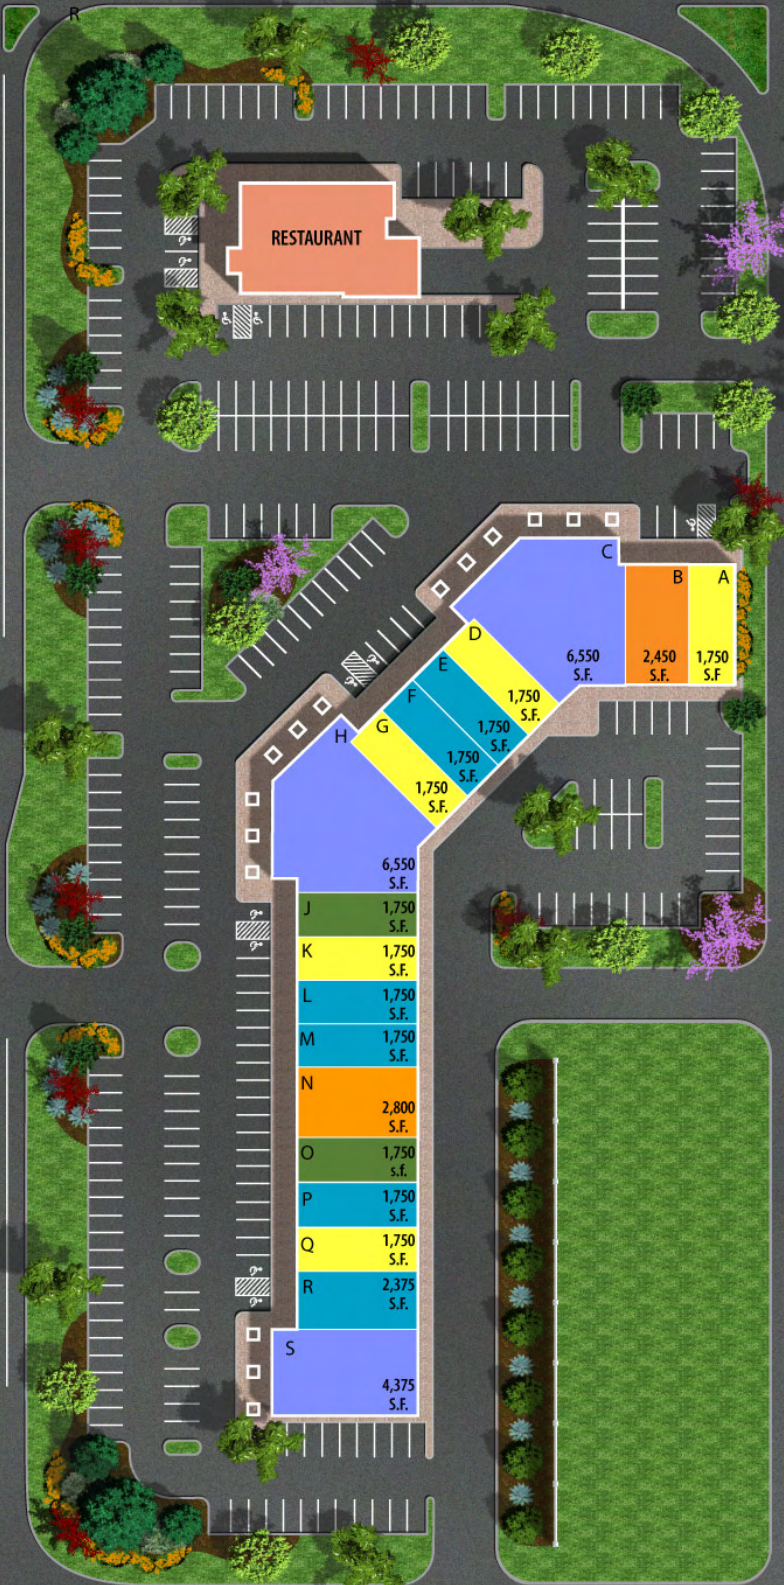 R
RESTAURANT
C
B
A
6,550
S.F.
2,450
S.F.
1,750
S.F
D
1,750
S.F.
E
1,750
S.F.
F
1,750
S.F.
G
1,750
S.F.
H
6,550
S.F.
J
1,750
S.F.
K
1,750
S.F.
L
1,750
S.F.
M
1,750
S.F.
N
2,800
S.F.
O
1,750
s.f.
P
1,750
S.F.
Q
1,750
S.F.
R
2,375
S.F.
S
4,375
S.F.